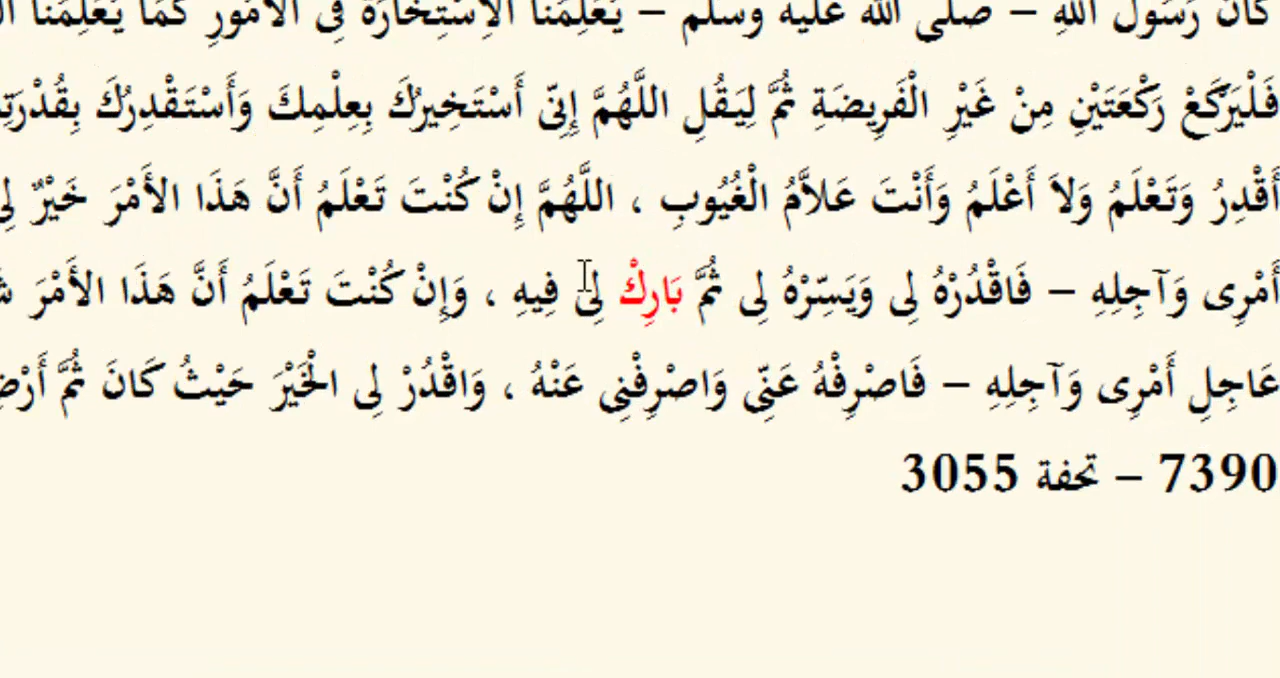 كَانَ رَسُولُ اللَّهِ – صلى الله عليه وسلم – يُعَلِّمُنَا الاِسْتِخَارَةَ فِى الأُمُورِ كَمَا يُعَلِّمُنَا
فَلْيَرْكَعْ رَكْعَتَيْنِ مِنْ غَيْرِ الْفَرِيضَةِ ثُمَّ لِيَقُلِ اللَّهُمَّ إِنِّى أَسْتَخِيرُكَ بِعِلْمِكَ وَأَسْتَقْدِرُكَ
أَقْدِرُ وَتَعْلَمُ وَلاَ أَعْلَمُ وَأَنْتَ عَلاَّمُ الْغُيُوبِ ، اللَّهُمَّ إِنْ كُنْتَ تَعْلَمُ أَنَّ هَذَا الأَمْرَ خَيْرٌ لِى
أَمْرِى وَآجِلِهِ – فَاقْدُرْهُ لِى وَيَسِّرْهُ لِى ثُمَّ بَارِكْ لِى فِيهِ ، وَإِنْ كُنْتَ تَعْلَمُ أَنَّ هَذَا الأَمْرَ
عَاجِلِ أَمْرِى وَآجِلِهِ – فَاصْرِفْهُ عَنِّى وَاصْرِفْنِى عَنْهُ ، وَاقْدُرْ لِى الْخَيْرَ حَيْثُ كَانَ ثُمَّ
7390 – تحفة 3055